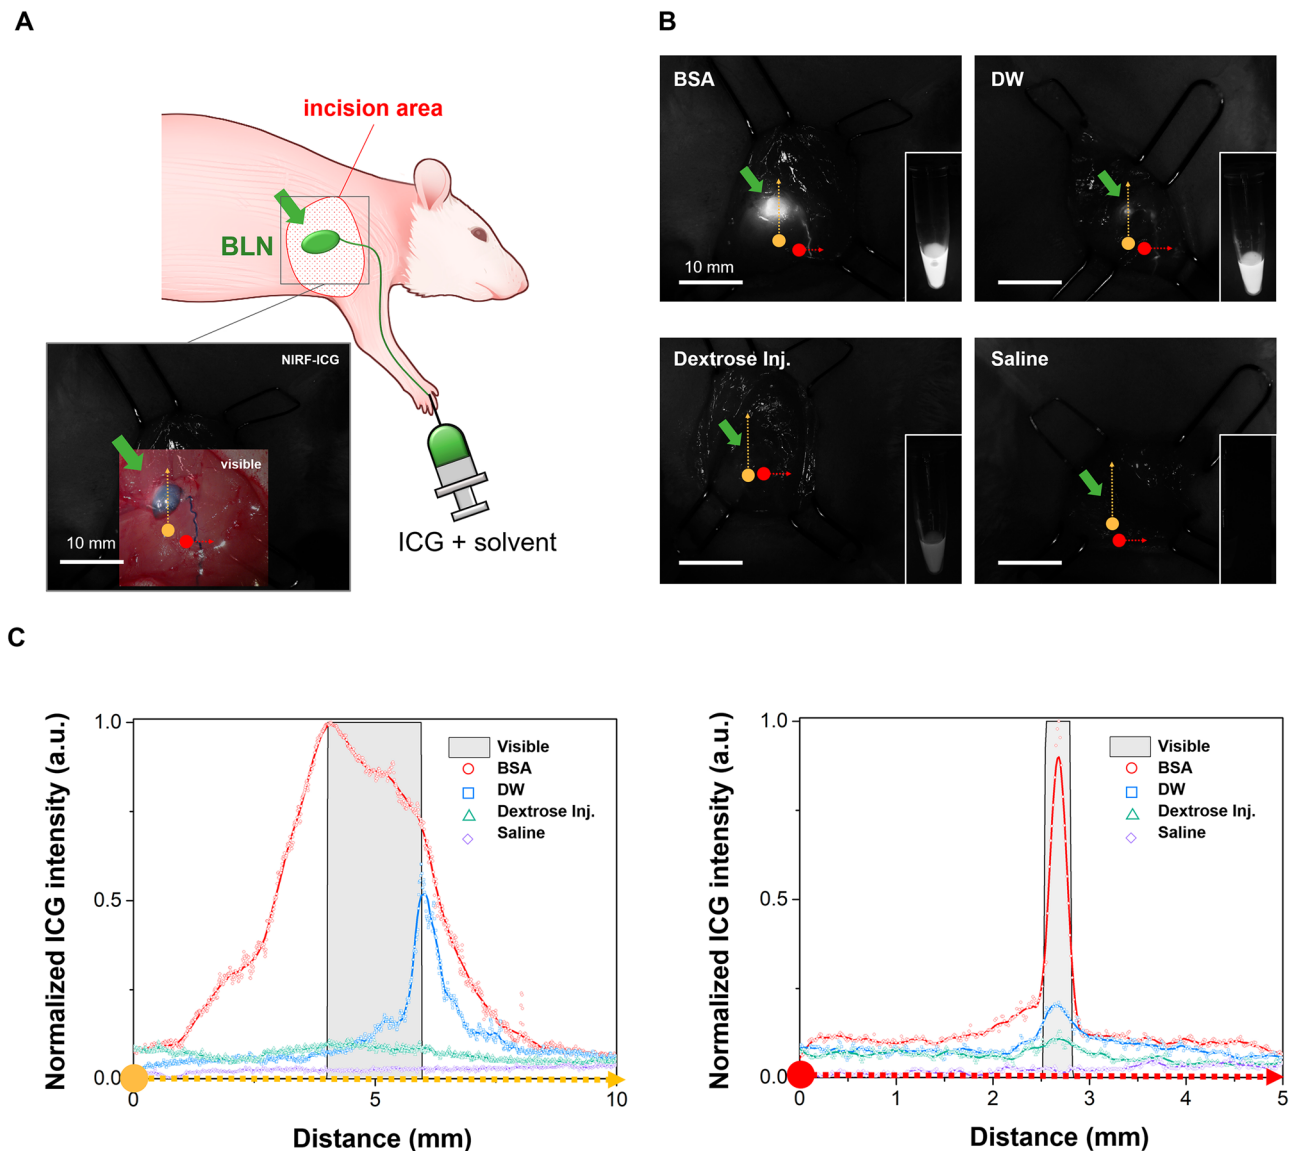 A
incision area
BLN
NIRF-ICG
visible
10 mm
ICG + solvent
B
BSA
10 mm
DW
Dextrose Inj.
Saline
C
Normalized ICG intensity (a.u.)
1.0
0.5
0.0
0
5
10
Distance (mm)
Visible
BSA
DW
Dextrose Inj.
Saline
Normalized ICG intensity (a.u.)
1.0
0.5
0.0
0
1
2
3
4
5
Distance (mm)
Visible
BSA
DW
Dextrose Inj.
Saline